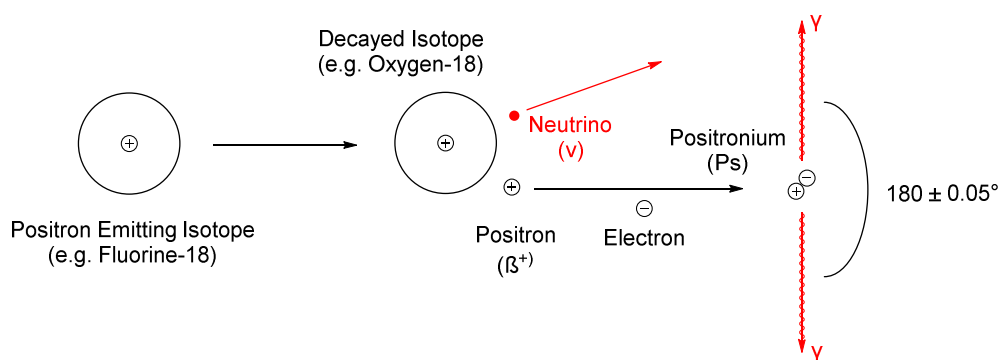 Decayed Isotope
(e.g. Oxygen-18)
Neutrino
(ν)
Positron Emitting Isotope
(e.g. Fluorine-18)
Positron
(ß⁺)
Electron
Positronium
(Ps)
γ
180 ± 0.05°
γ